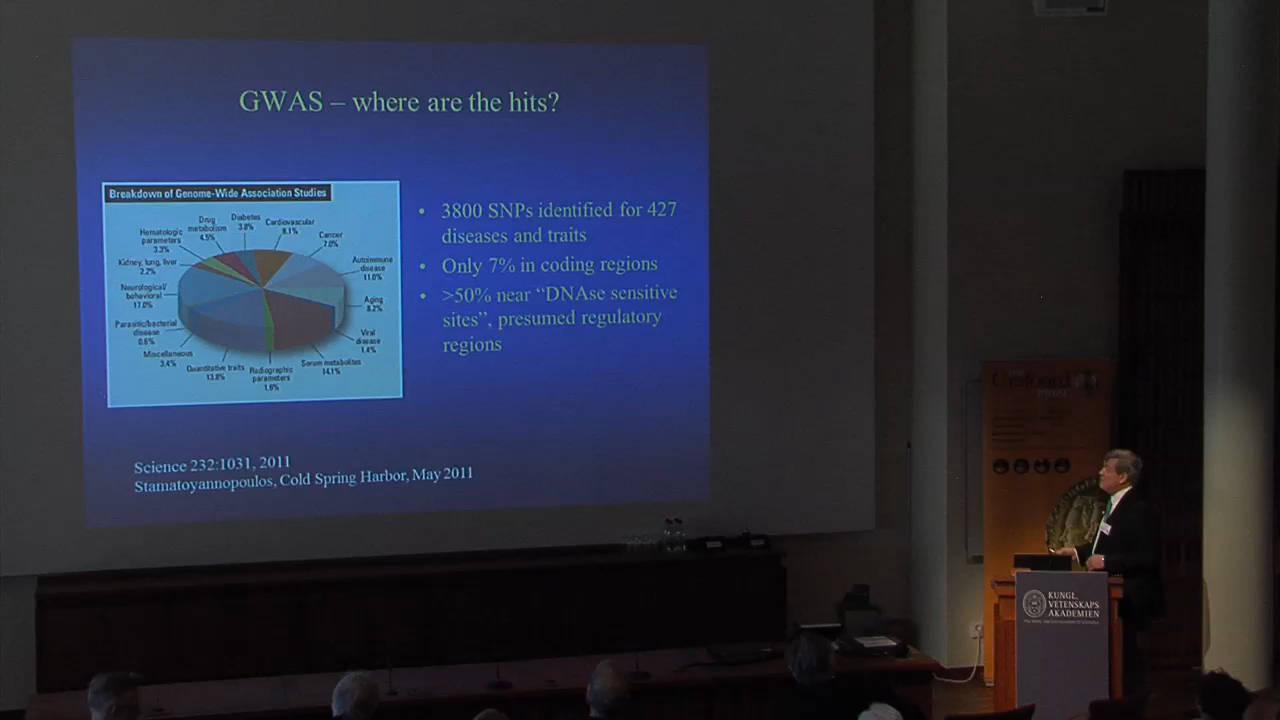 GWAS – where are the hits?
Breakdown of Genome-Wide Association Studies
Drug
metabolism
4.5%
Diabetes
3.8%
Cardiovascular
8.1%
Hematologic
parameters
3.3%
Cancer
7.0%
Kidney, lung, liver
2.2%
Autoimmune
disease
11.0%
Neurological/
behavioral
17.0%
Aging
8.2%
Parasitic/bacterial
disease
0.6%
Viral
disease
1.4%
Miscellaneous
3.4%
Quantitative traits
13.8%
Radiographic
parameters
1.6%
Serum metabolites
14.1%
• 3800 SNPs identified for 427
diseases and traits
• Only 7% in coding regions
• >50% near “DNAse sensitive
sites”, presumed regulatory
regions
Science 232:1031, 2011
Stamatoyannopoulos, Cold Spring Harbor, May 2011
KUNGL.
VETENSKAPS
AKADEMIEN